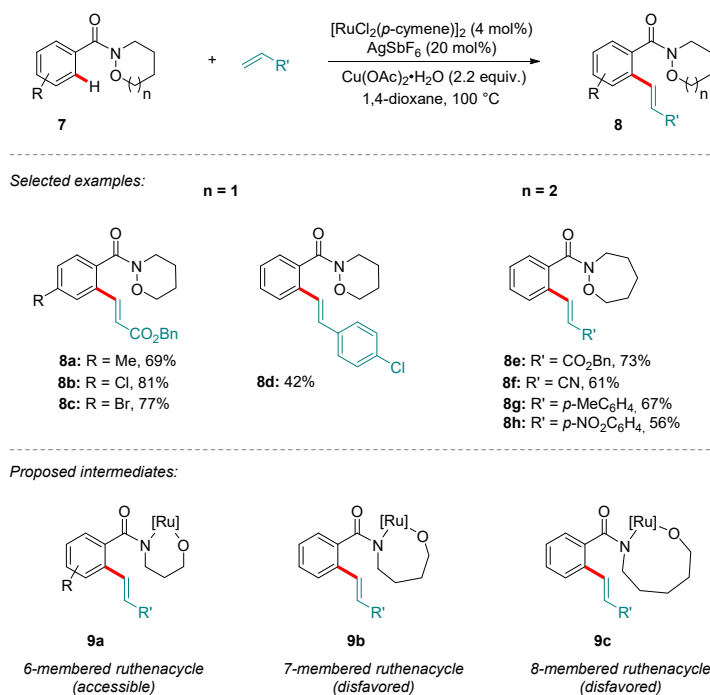 [RuCl₂(p-cymene)]₂ (4 mol%)
AgSbF₆ (20 mol%)
Cu(OAc)₂•H₂O (2.2 equiv.)
1,4-dioxane, 100 °C
O
N
O
H
R
n
7
+
R'
O
N
O
R
n
R'
8
Selected examples:
n = 1
n = 2
O
N
O
R
CO₂Bn
8a: R = Me, 69%
8b: R = Cl, 81%
8c: R = Br, 77%
O
N
O
Cl
8d: 42%
O
N
O
R'
8e: R' = CO₂Bn, 73%
8f: R' = CN, 61%
8g: R' = p-MeC₆H₄, 67%
8h: R' = p-NO₂C₆H₄, 56%
Proposed intermediates:
O
[Ru]
N
O
R
R'
9a
6-membered ruthenacycle
(accessible)
O
[Ru]
N
O
R'
9b
7-membered ruthenacycle
(disfavored)
O
[Ru]
N
O
R'
9c
8-membered ruthenacycle
(disfavored)